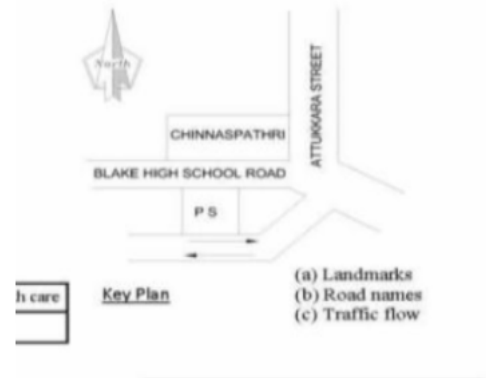 North
CHINNASPATHRI
ATTUKKARA STREET
BLAKE HIGH SCHOOL ROAD
P S
h care
Key Plan
(a) Landmarks
(b) Road names
(c) Traffic flow